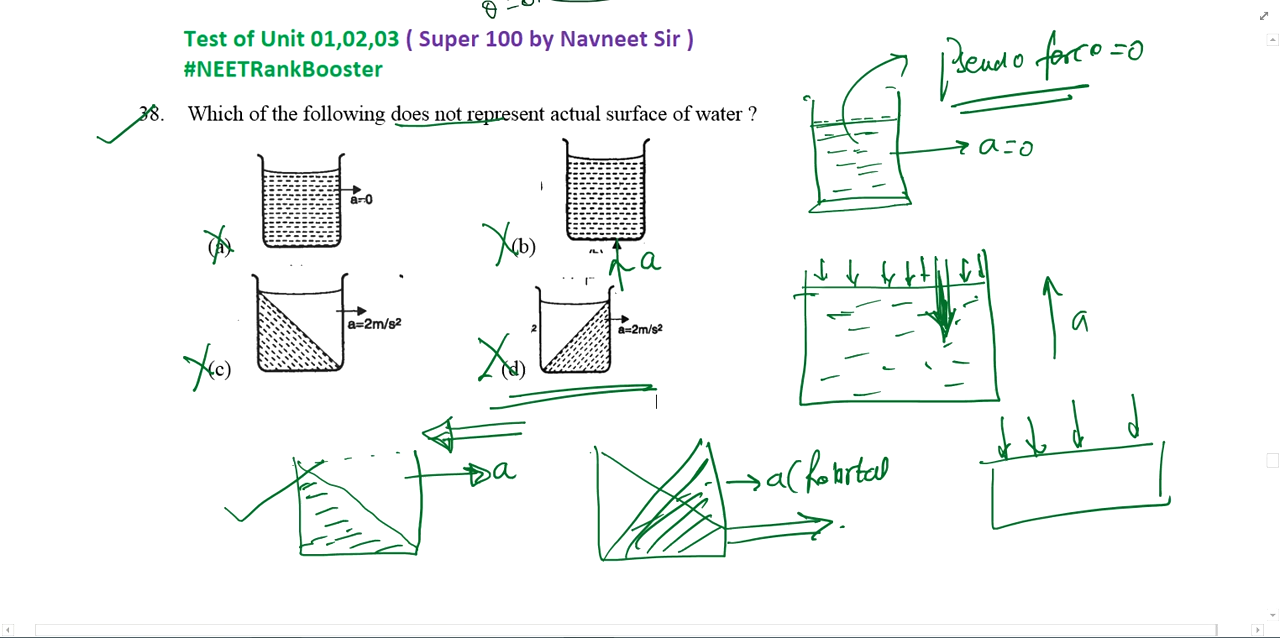 θ =
Test of Unit 01,02,03 ( Super 100 by Navneet Sir )
#NEETRankBooster
Pseudo force = 0
38. Which of the following does not represent actual surface of water ?
a = 0
a=0
(a)
(b)
a
a=2m/s²
2
a=2m/s²
a
(c)
(d)
a